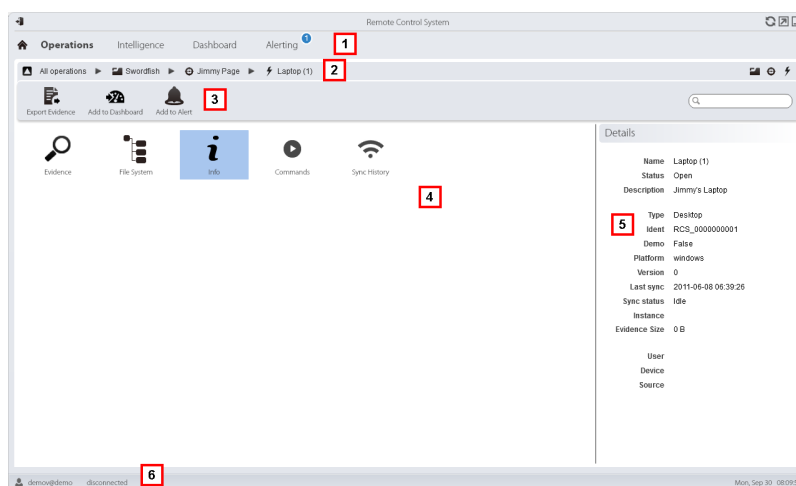 Remote Control System
Operations Intelligence Dashboard Alerting 1 1
All operations Swordfish Jimmy Page Laptop (1) 2
Export Evidence Add to Dashboard Add to Alert 3
Evidence File System Info Commands Sync History
4
Details
Name Laptop (1)
Status Open
Description Jimmy's Laptop
Type Desktop
5
Ident RCS_0000000001
Demo False
Platform windows
Version 0
Last sync 2011-06-08 06:39:26
Sync status Idle
Instance
Evidence Size 0 B
User
Device
Source
demov@demo disconnected 6
Mon, Sep 30